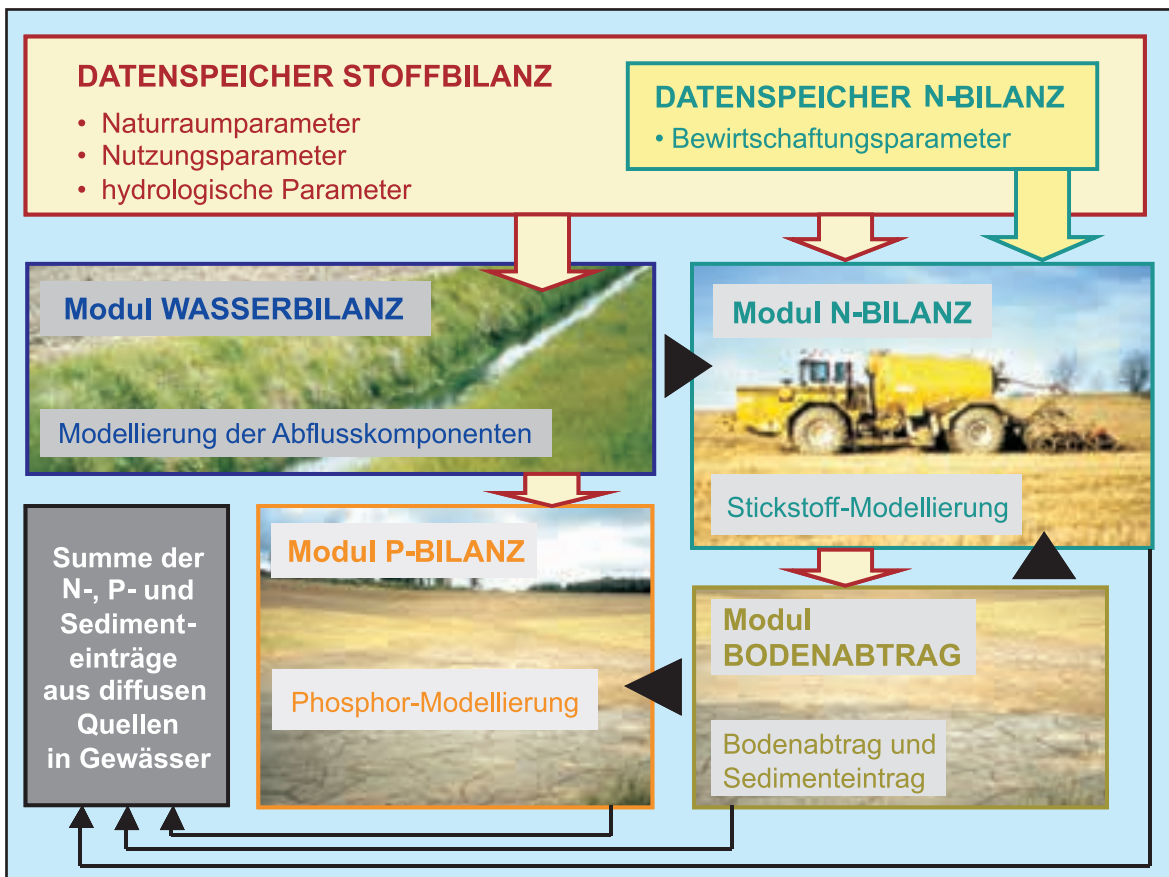 DATENSPEICHER STOFFBILANZ
• Naturraumparameter
• Nutzungsparameter
• hydrologische Parameter
DATENSPEICHER N-BILANZ
• Bewirtschaftungsparameter
Modul WASSERBILANZ
Modellierung der Abflusskomponenten
Modul N-BILANZ
Stickstoff-Modellierung
Summe der
N-, P- und
Sediment-
einträge
aus diffusen
Quellen
in Gewässer
Modul P-BILANZ
Phosphor-Modellierung
Modul
BODENABTRAG
Bodenabtrag und
Sedimenteintrag